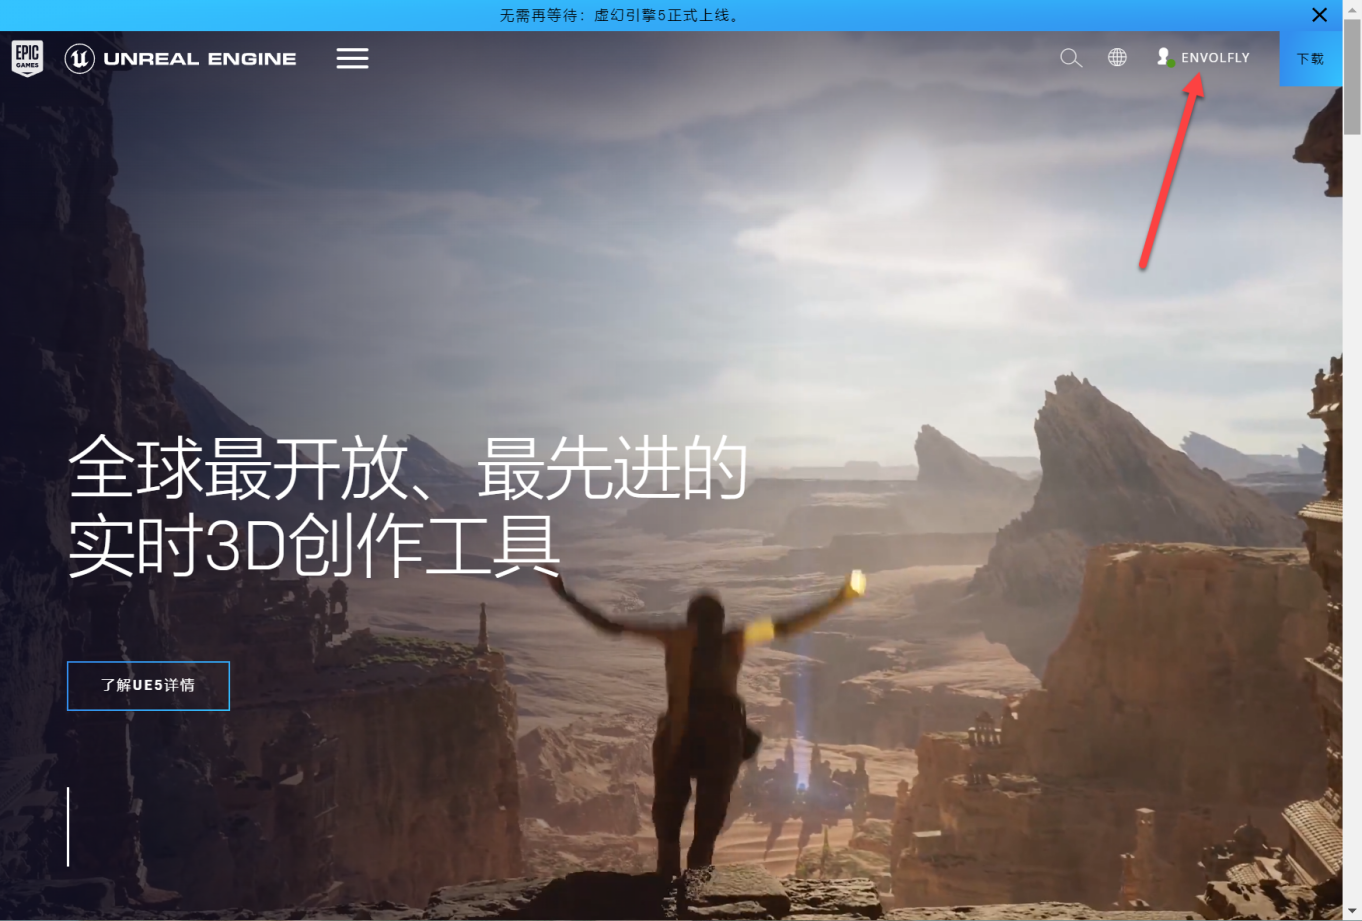 无需再等待：虚幻引擎5正式上线。
EPIC
GAMES
UNREAL ENGINE
ENVOLFLY
下载
全球最开放、最先进的
实时3D创作工具
了解UE5详情